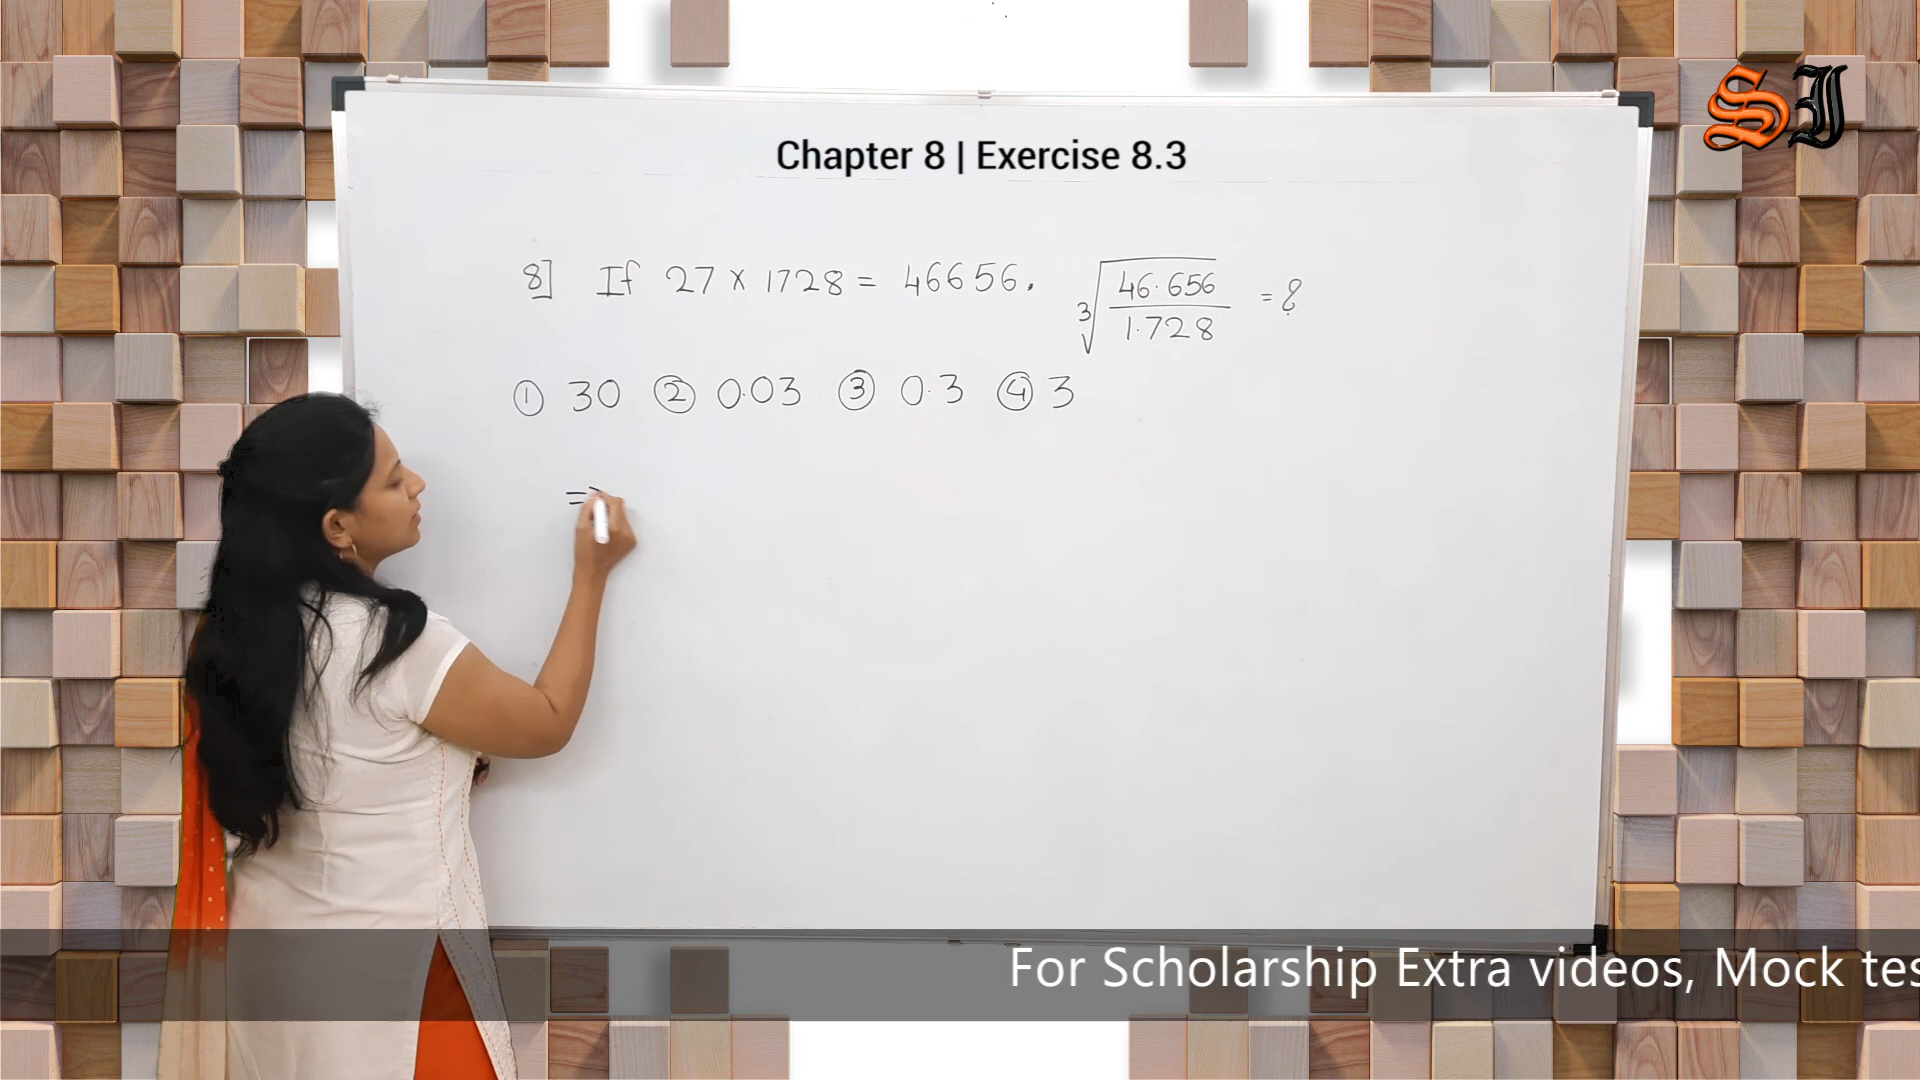 SJ
Chapter 8 | Exercise 8.3
8] If 27 x 1728 = 46656. ∛(46.656/1.728) = ?
① 30 ② 0.03 ③ 0.3 ④ 3
=>
For Scholarship Extra videos, Mock tes